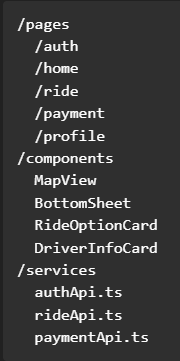 /pages
/auth
/home
/ride
/payment
/profile
/components
MapView
BottomSheet
RideOptionCard
DriverInfoCard
/services
authApi.ts
rideApi.ts
paymentApi.ts